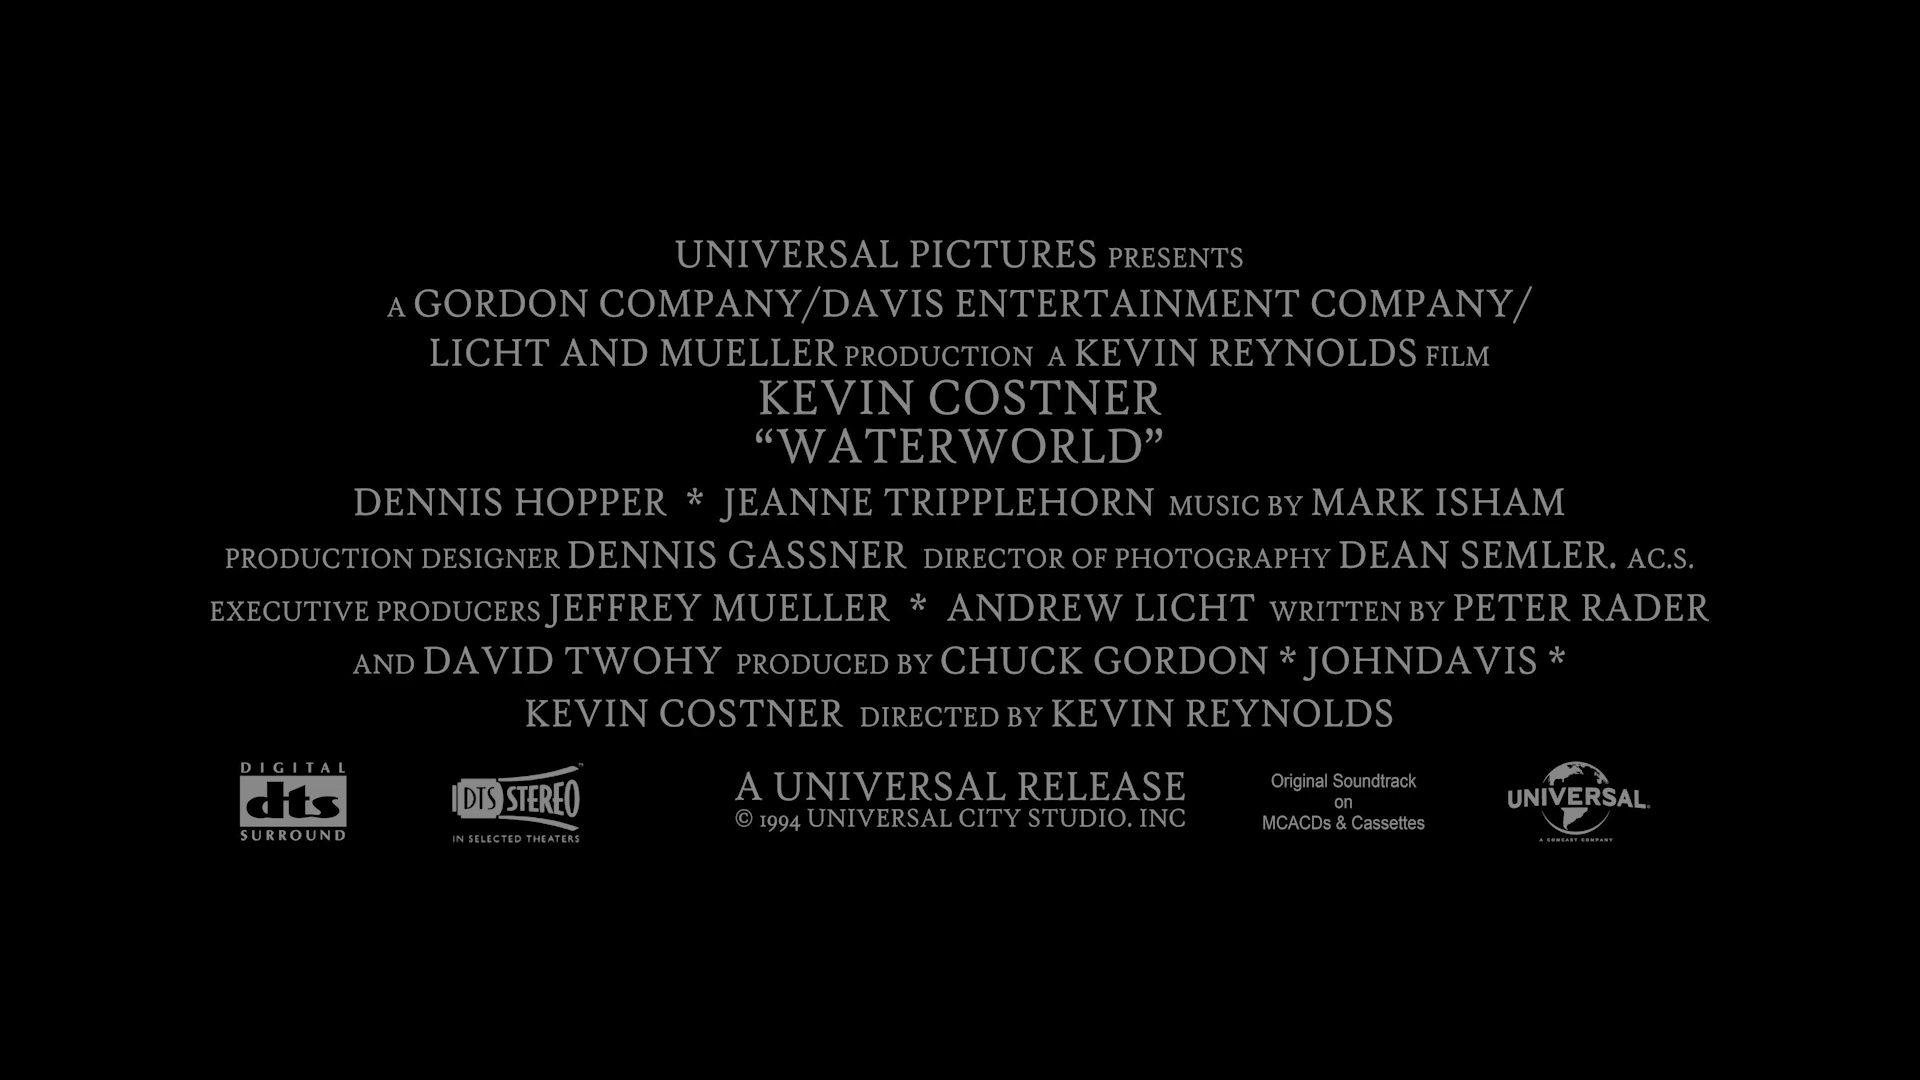 UNIVERSAL PICTURES PRESENTS
A GORDON COMPANY/DAVIS ENTERTAINMENT COMPANY/
LICHT AND MUELLER PRODUCTION A KEVIN REYNOLDS FILM
KEVIN COSTNER
“WATERWORLD”
DENNIS HOPPER * JEANNE TRIPPLEHORN MUSIC BY MARK ISHAM
PRODUCTION DESIGNER DENNIS GASSNER DIRECTOR OF PHOTOGRAPHY DEAN SEMLER. AC.S.
EXECUTIVE PRODUCERS JEFFREY MUELLER * ANDREW LICHT WRITTEN BY PETER RADER
AND DAVID TWOHY PRODUCED BY CHUCK GORDON * JOHNDAVIS *
KEVIN COSTNER DIRECTED BY KEVIN REYNOLDS
DIGITAL
dts
SURROUND
DTS STEREO
IN SELECTED THEATERS
A UNIVERSAL RELEASE
© 1994 UNIVERSAL CITY STUDIO. INC
Original Soundtrack
on
MCACDs & Cassettes
UNIVERSAL
A COMCAST COMPANY